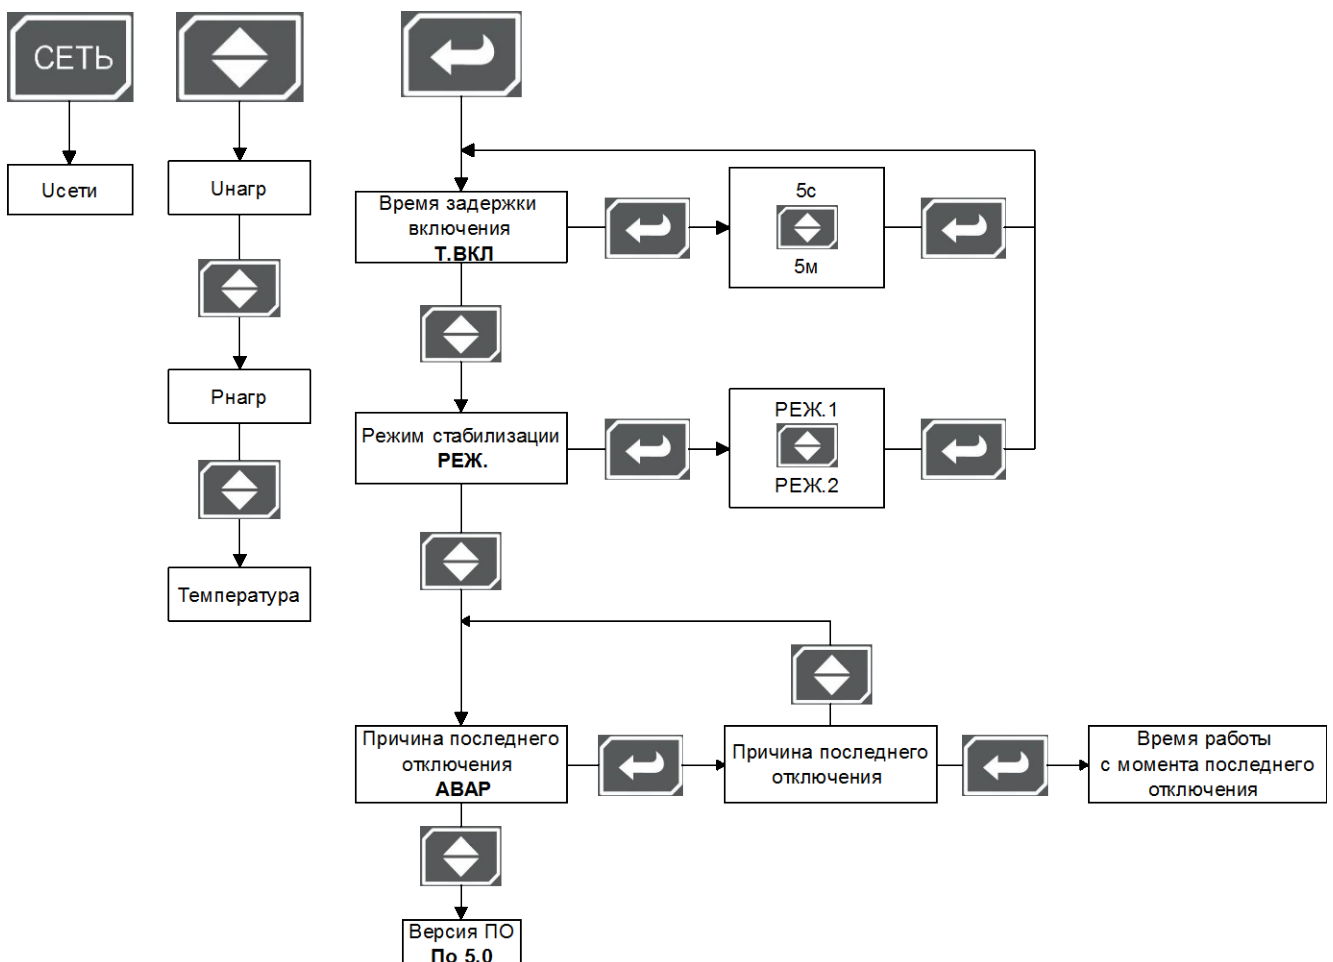 СЕТЬ
Uсети
Uнагр
Рнагр
Температура
Время задержки
включения
Т.ВКЛ
5с
5м
Режим стабилизации
РЕЖ.
РЕЖ.1
РЕЖ.2
Причина последнего
отключения
АВАР
Причина последнего
отключения
Время работы
с момента последнего
отключения
Версия ПО
По 5.0